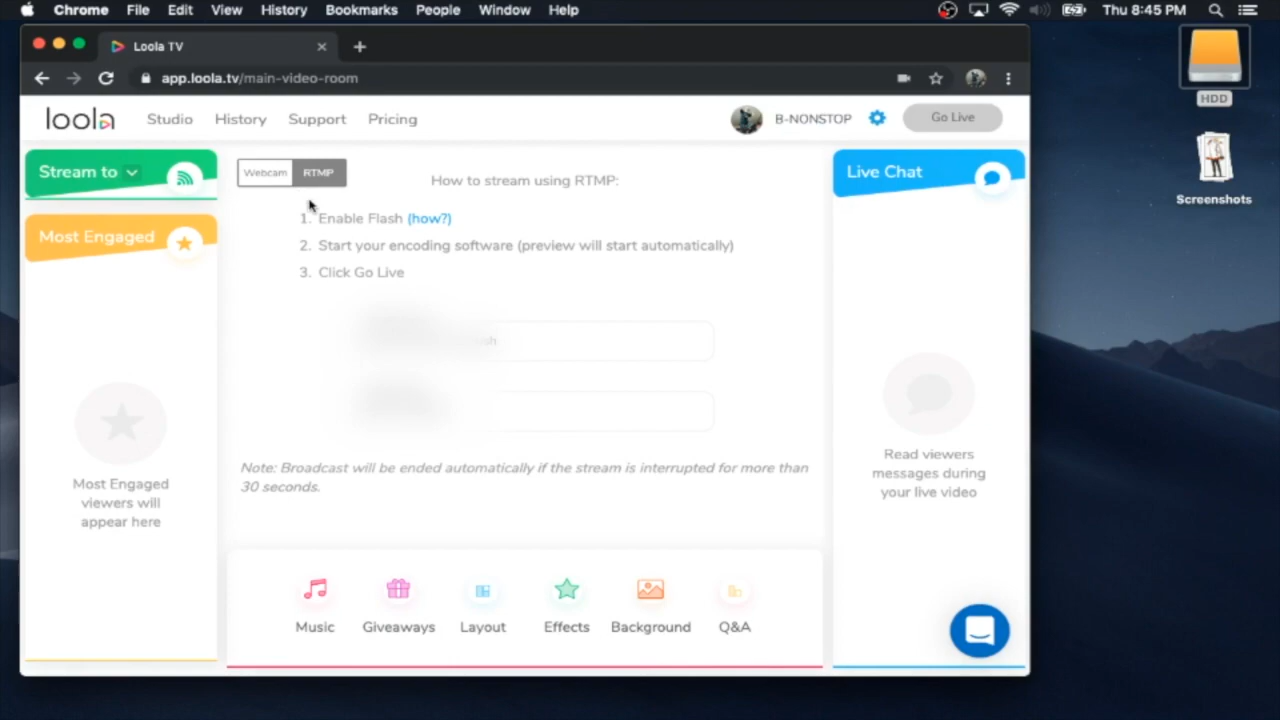 Chrome File Edit View History Bookmarks People Window Help Thu 8:45 PM
Loola TV
app.loola.tv/main-video-room
loola Studio History Support Pricing B-NONSTOP Go Live
Stream to
Most Engaged
Most Engaged
viewers will
appear here
Webcam RTMP
How to stream using RTMP:
1. Enable Flash (how?)
2. Start your encoding software (preview will start automatically)
3. Click Go Live
Note: Broadcast will be ended automatically if the stream is interrupted for more than
30 seconds.
Music Giveaways Layout Effects Background Q&A
Live Chat
Read viewers
messages during
your live video
HDD
Screenshots